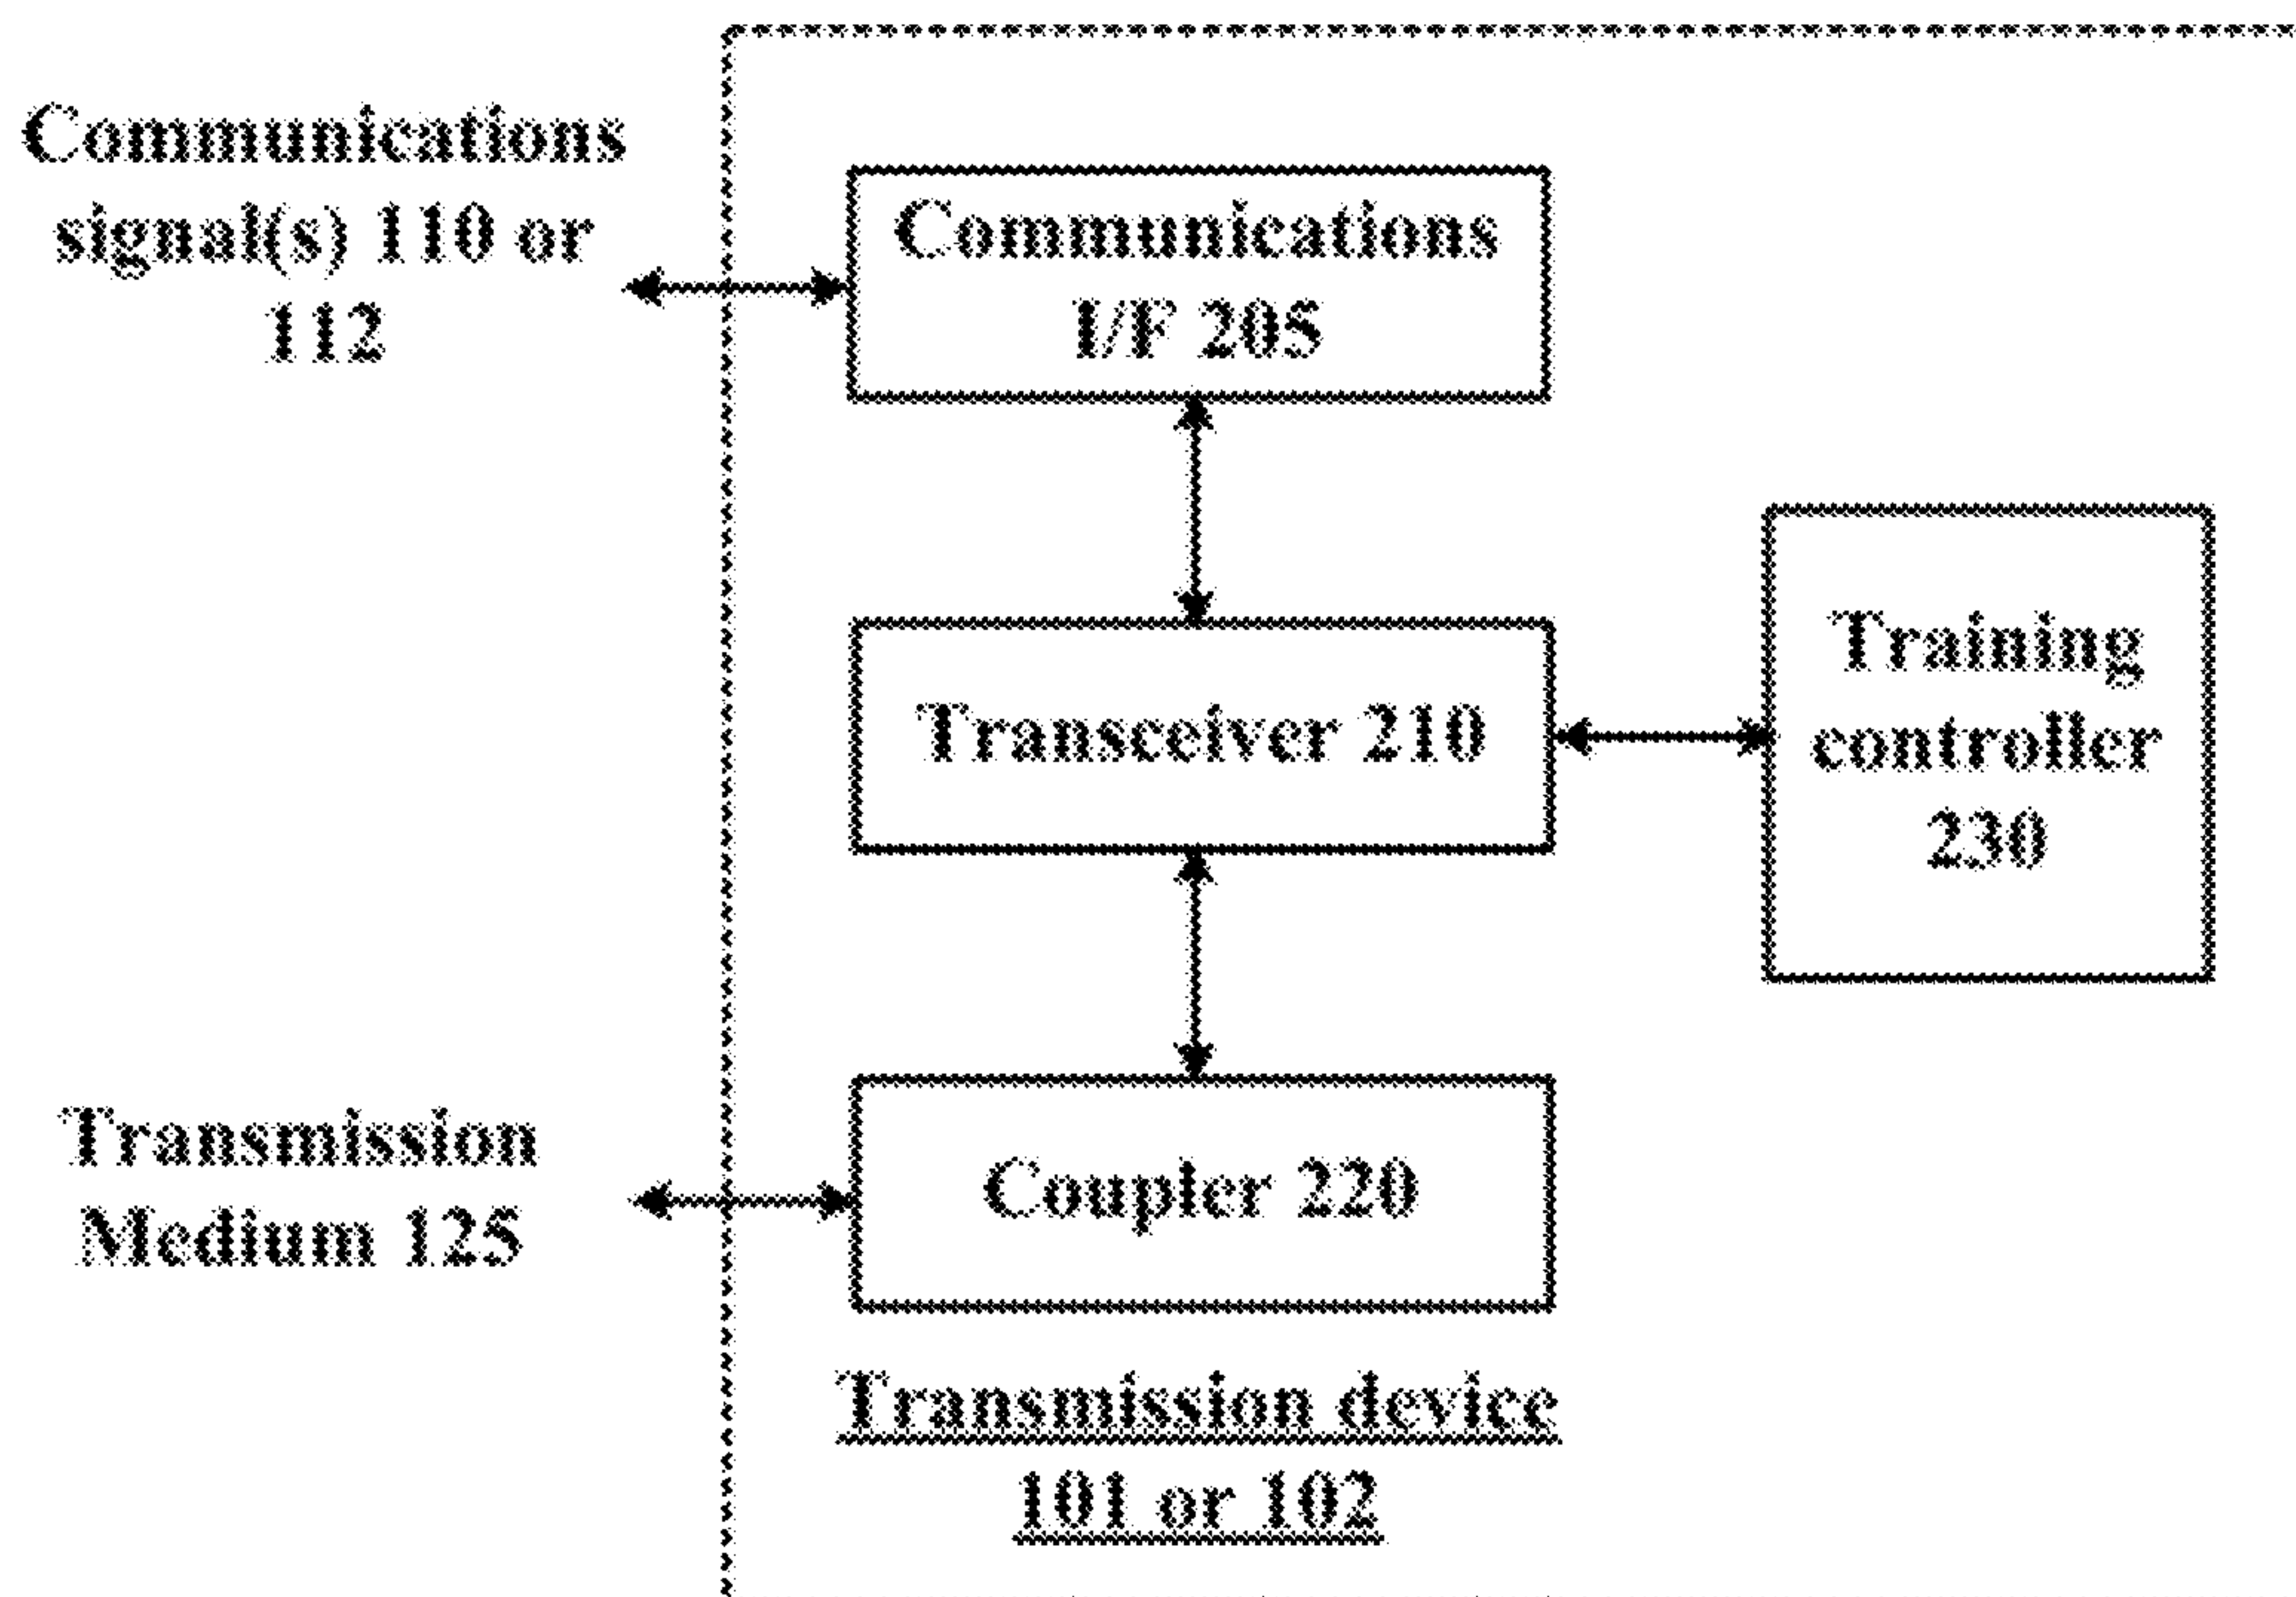 Communications
signal(s) 110 or
112
Communications
I/F 205
Transceiver 210
Training
controller
230
Transmission
Medium 125
Coupler 220
Transmission device
101 or 102